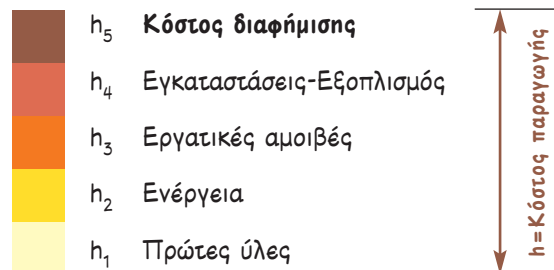 h₅ Κόστος διαφήμισης
h₄ Εγκαταστάσεις-Εξοπλισμός
h₃ Εργατικές αμοιβές
h₂ Ενέργεια
h₁ Πρώτες ύλες
h=Κόστος παραγωγής